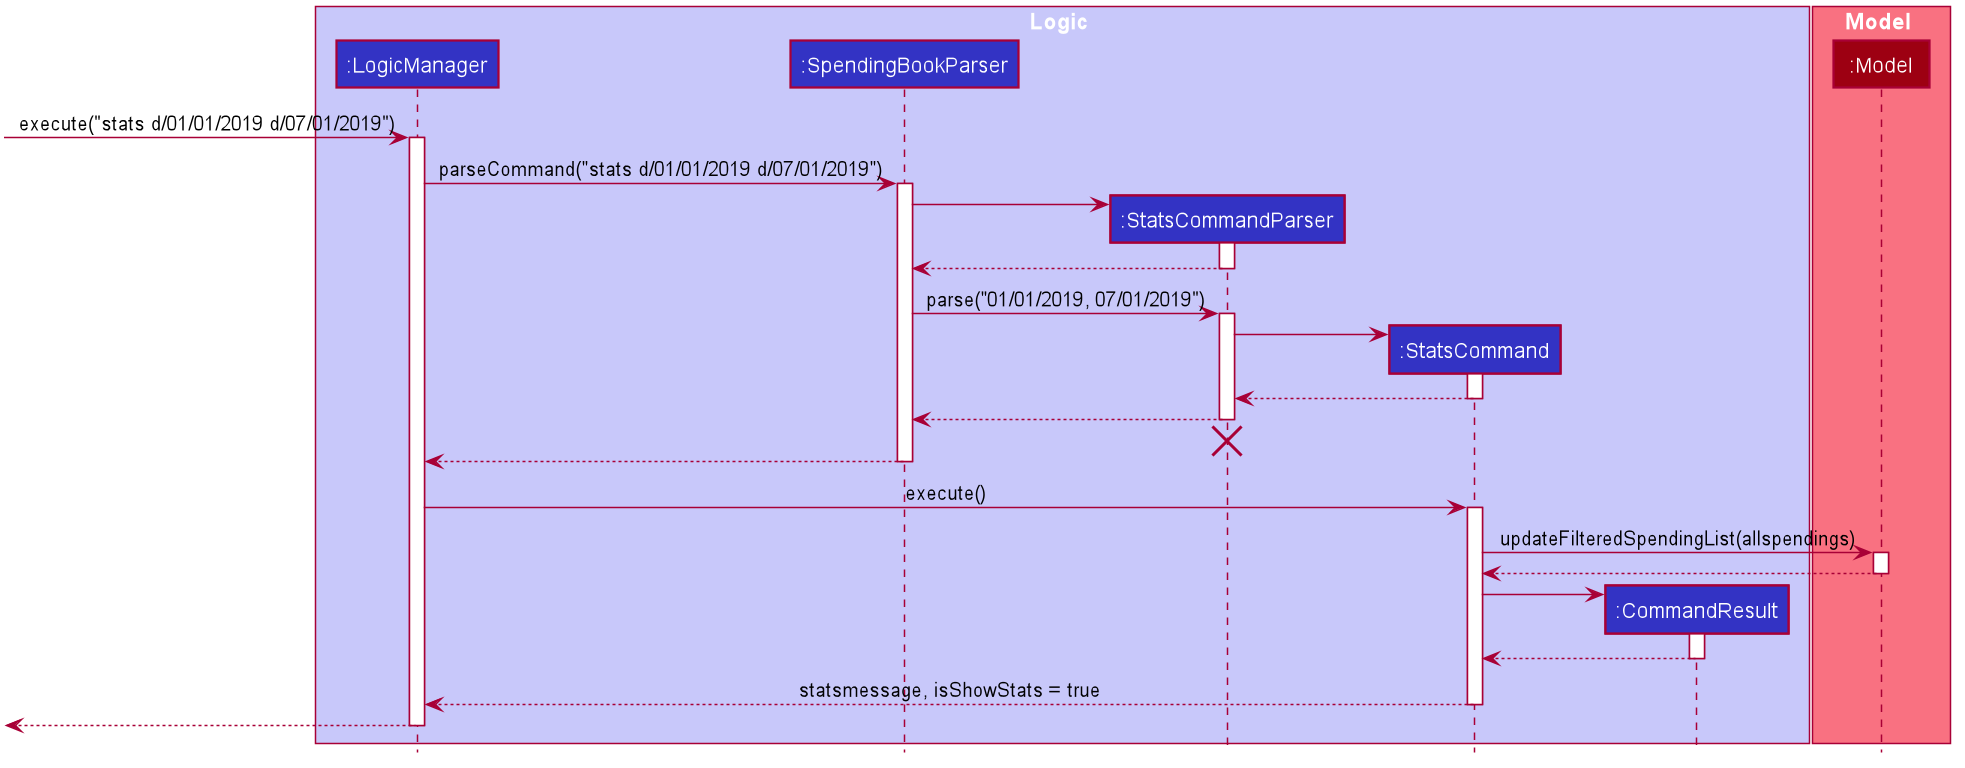 Logic
Model
:LogicManager
:SpendingBookParser
:Model
execute("stats d/01/01/2019 d/07/01/2019")
parseCommand("stats d/01/01/2019 d/07/01/2019")
:StatsCommandParser
parse("01/01/2019, 07/01/2019")
:StatsCommand
execute()
updateFilteredSpendingList(allspendings)
:CommandResult
statsmessage, isShowStats = true